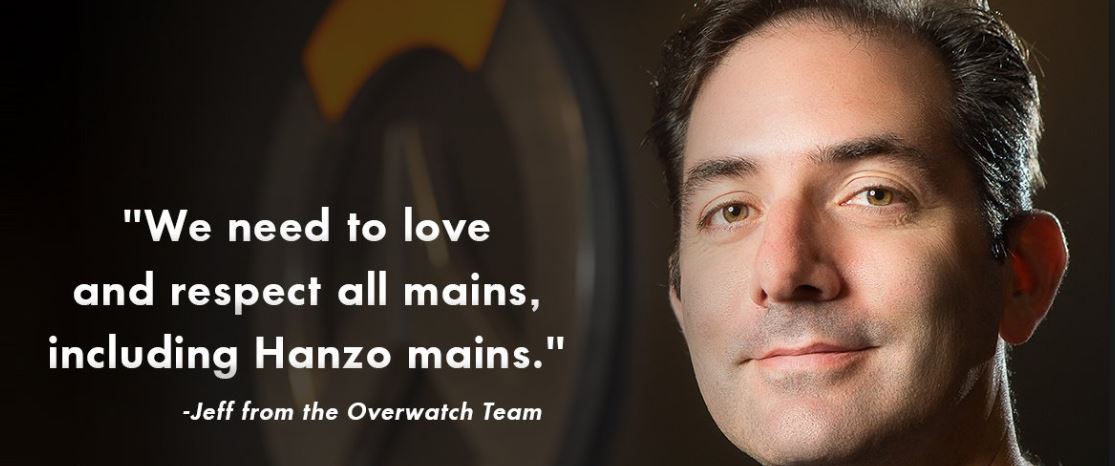 "We need to love
and respect all mains,
including Hanzo mains."
-Jeff from the Overwatch Team